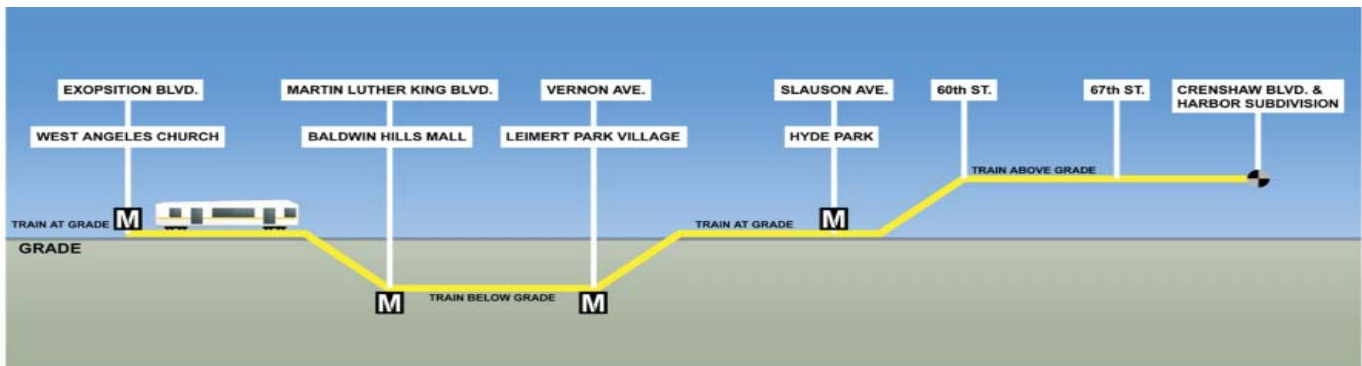 EXOPSITION BLVD.
MARTIN LUTHER KING BLVD.
VERNON AVE.
SLAUSON AVE.
60th ST.
67th ST.
CRENSHAW BLVD. &
HARBOR SUBDIVISION
WEST ANGELES CHURCH
BALDWIN HILLS MALL
LEIMERT PARK VILLAGE
HYDE PARK
TRAIN ABOVE GRADE
TRAIN AT GRADE
M
TRAIN AT GRADE
M
GRADE
M
TRAIN BELOW GRADE
M